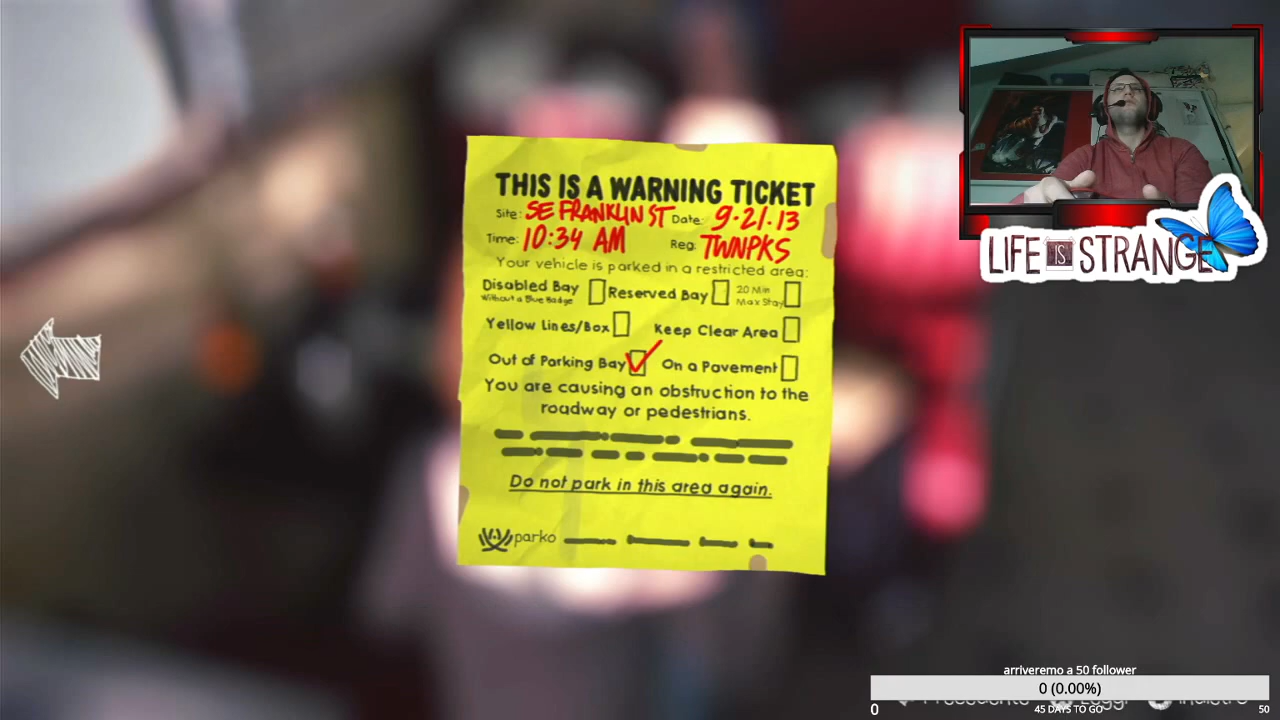 THIS IS A WARNING TICKET
Site: SE FRANKLIN ST Date: 9·21·13
Time: 10:34 AM Reg: TWNPKS
Your vehicle is parked in a restricted area:
Disabled Bay Reserved Bay 20 Min
Without a Blue Badge Max Stay
Yellow Lines/Box Keep Clear Area
Out of Parking Bay On a Pavement
You are causing an obstruction to the
roadway or pedestrians.
Do not park in this area again.
parko
LIFE IS STRANGE
arriveremo a 50 follower
0 (0.00%)
0 45 DAYS TO GO 50